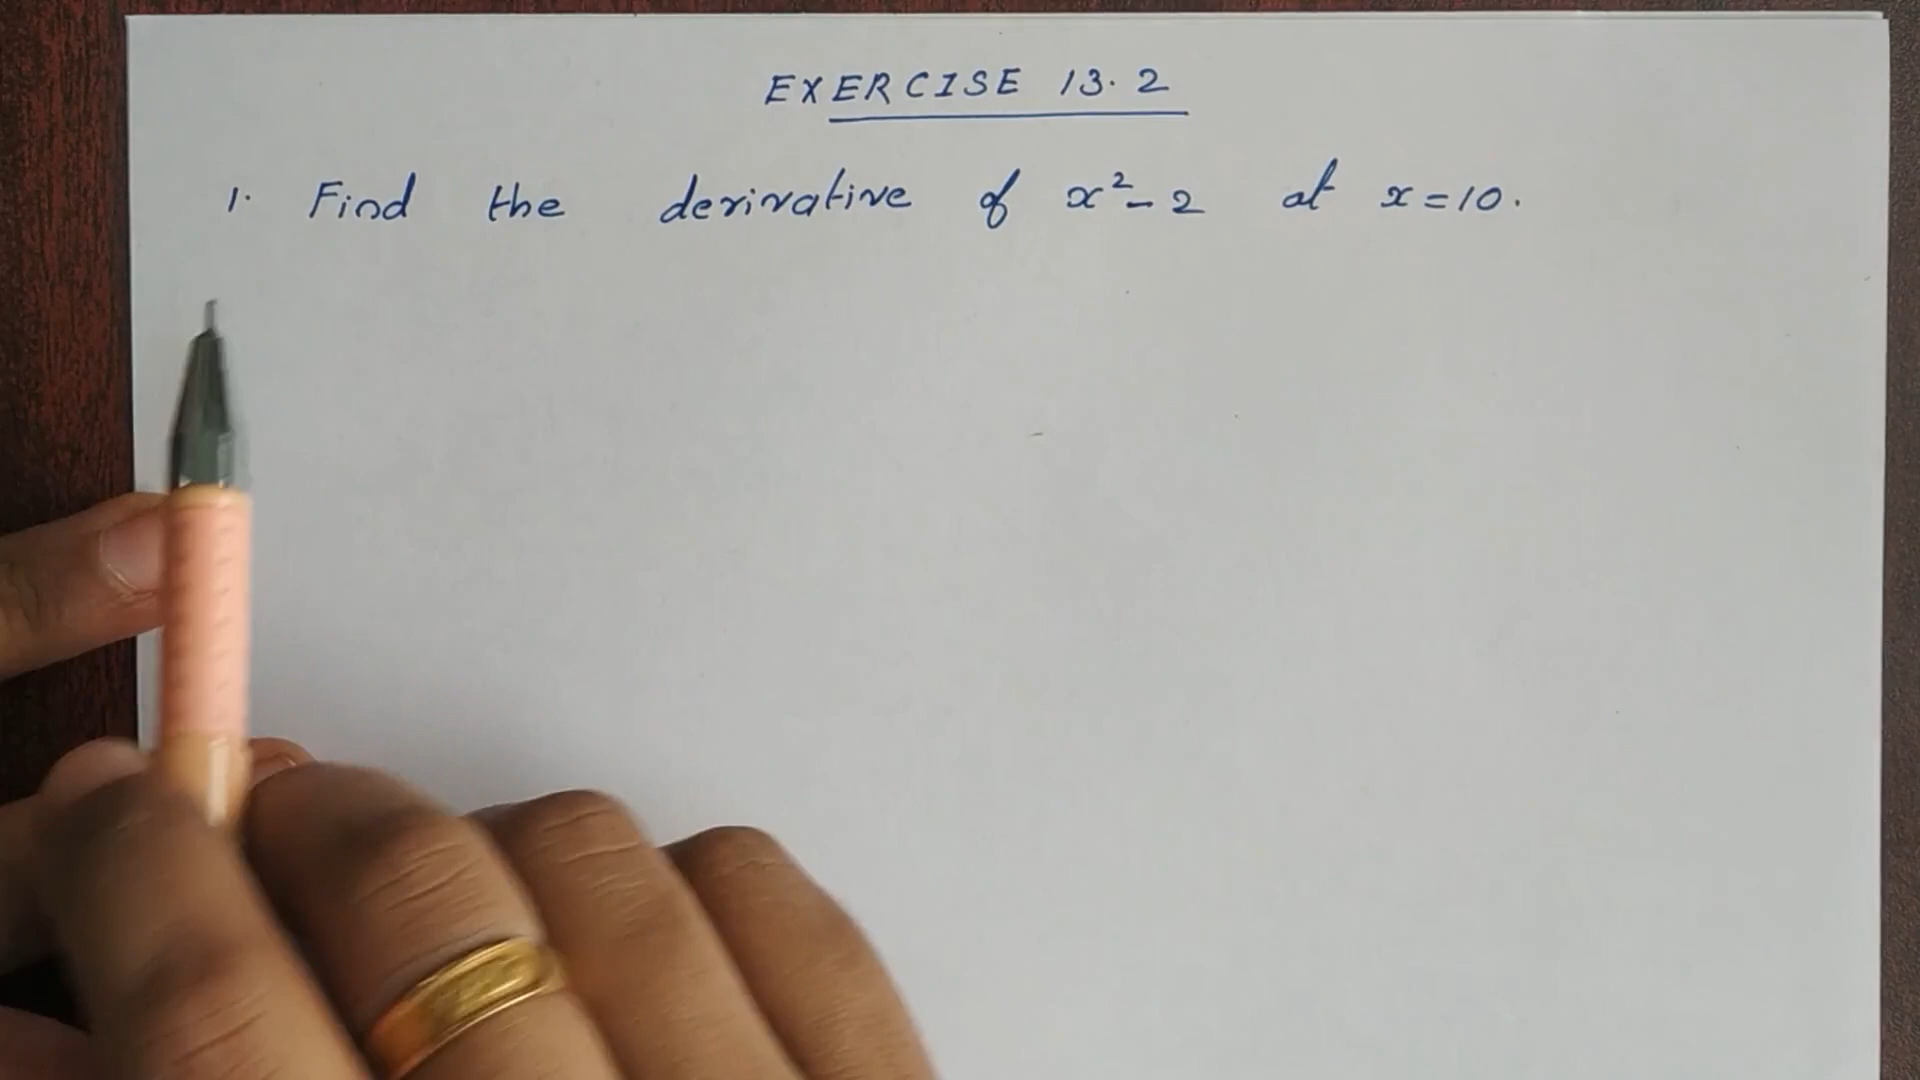 EXERCISE 13.2
1. Find the derivative of x²-2 at x=10.